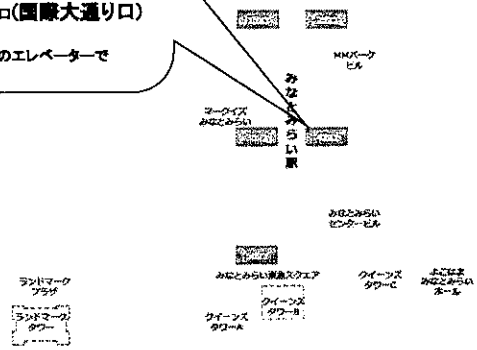 口(国際大通り口)
のエレベーターで
MMパーク
ビル
みなとみらい駅
マークイズ
みなとみらい
みなとみらい
センタービル
みなとみらい東急スクエア
ランドマーク
プラザ
ランドマーク
タワー
クイーンズ
タワーA
クイーンズ
タワーB
クイーンズ
タワーC
よこはま
みなとみらい
ホール